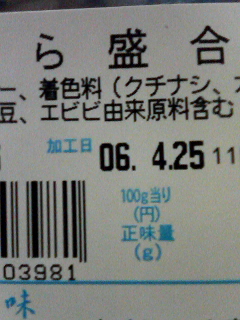 ら盛合
ー、着色料（クチナシ、
豆、エビビ由来原料含む
加工日 06. 4.25 11
100g当り
(円)
正味量
(g)
03981
味